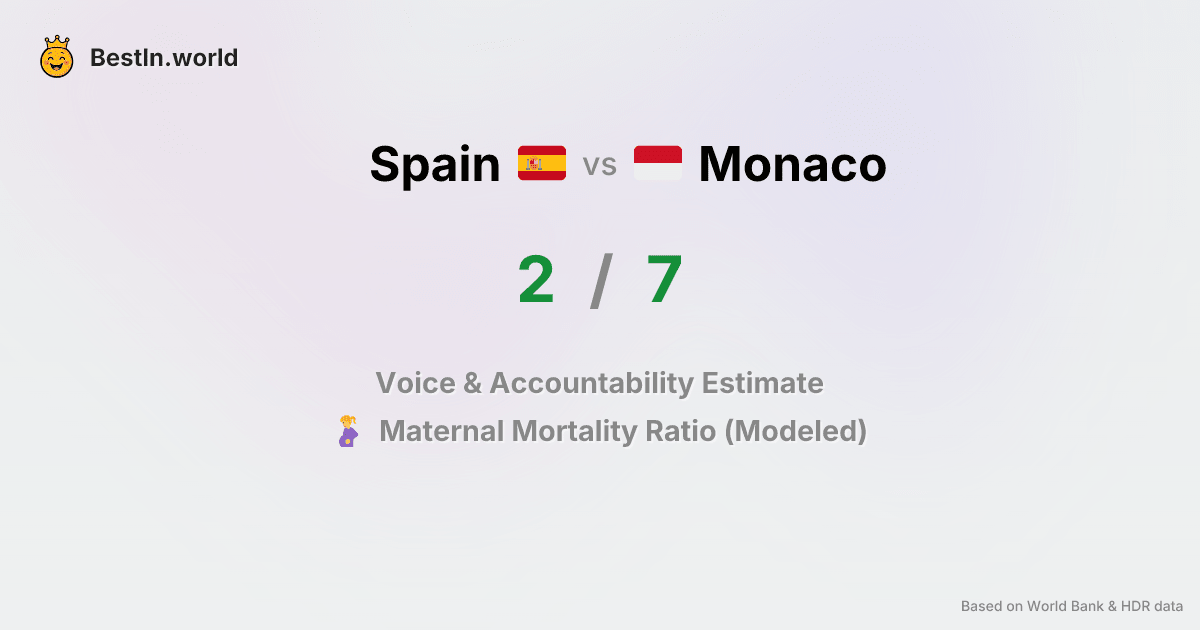 BestIn.world
Spain vs Monaco
2 / 7
Voice & Accountability Estimate
Maternal Mortality Ratio (Modeled)
Based on World Bank & HDR data